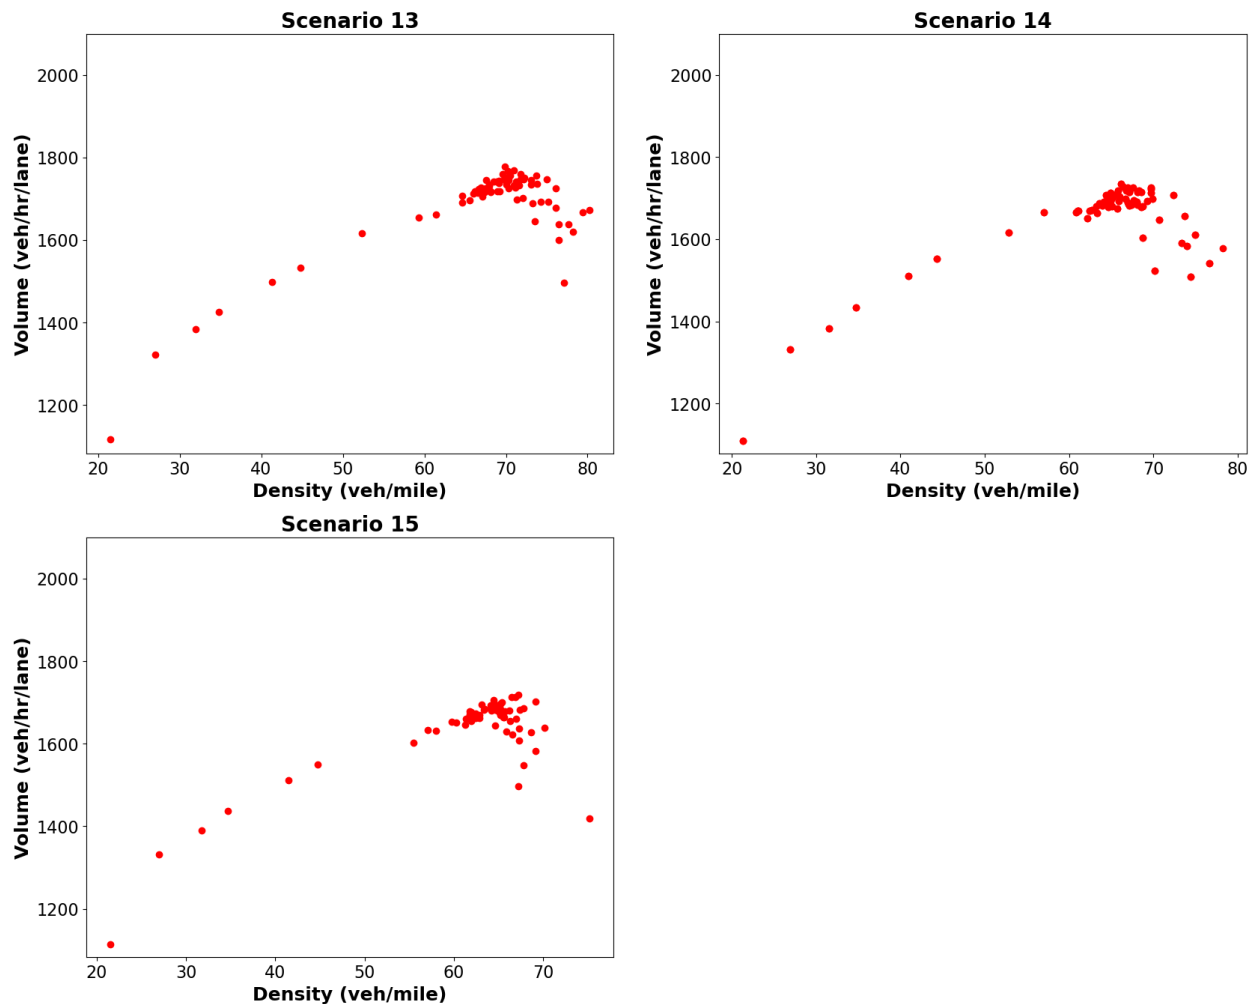 Scenario 13
Scenario 14
Volume (veh/hr/lane)
2000
1800
1600
1400
1200
20 30 40 50 60 70 80
Density (veh/mile)
Volume (veh/hr/lane)
2000
1800
1600
1400
1200
20 30 40 50 60 70 80
Density (veh/mile)
Scenario 15
Volume (veh/hr/lane)
2000
1800
1600
1400
1200
20 30 40 50 60 70
Density (veh/mile)